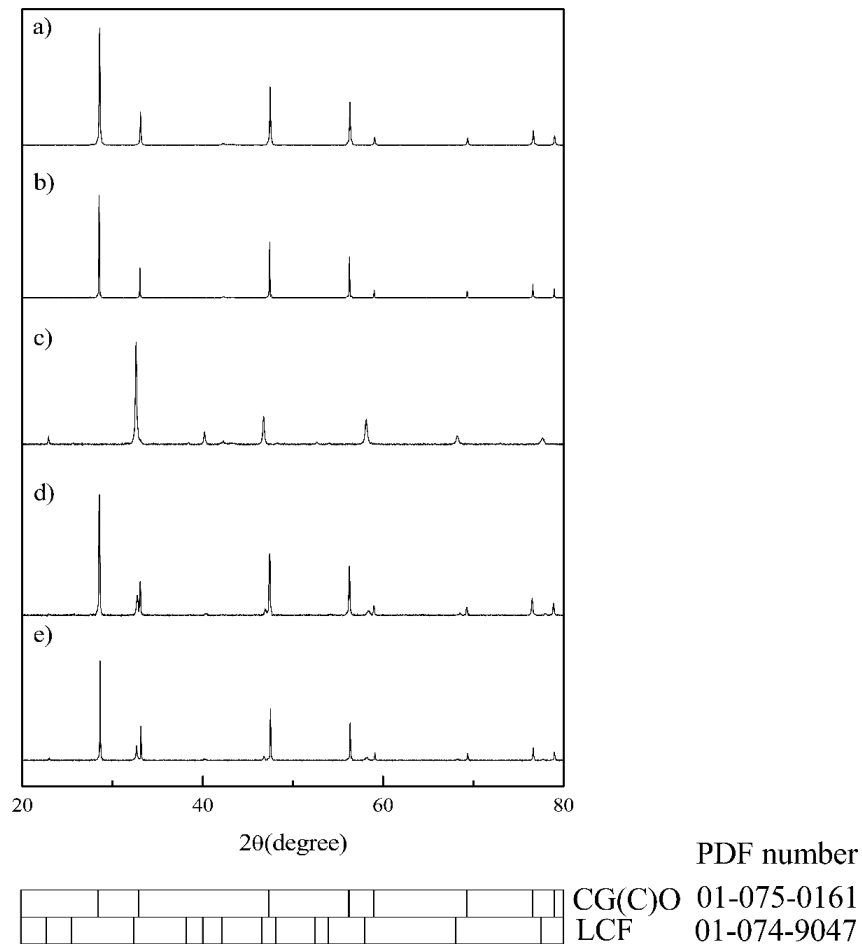 a)
b)
c)
d)
e)
20 40 60 80
2θ(degree)
PDF number
CG(C)O 01-075-0161
LCF 01-074-9047